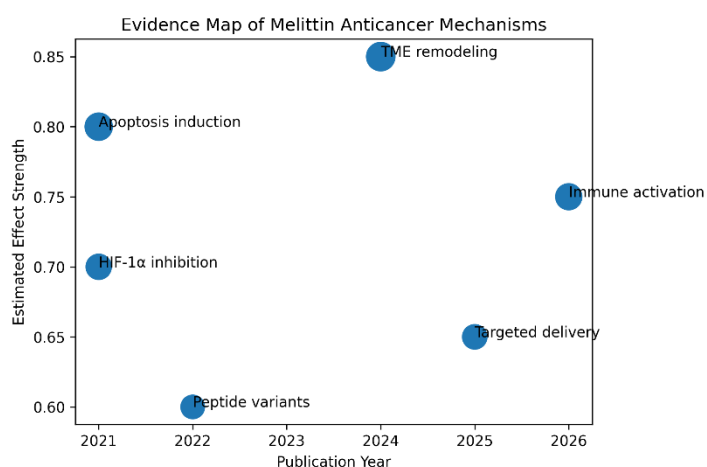 Evidence Map of Melittin Anticancer Mechanisms
0.85
TME remodeling
0.80
Apoptosis induction
0.75
Immune activation
0.70
HIF-1α inhibition
0.65
Targeted delivery
0.60
Peptide variants
Estimated Effect Strength
2021 2022 2023 2024 2025 2026
Publication Year